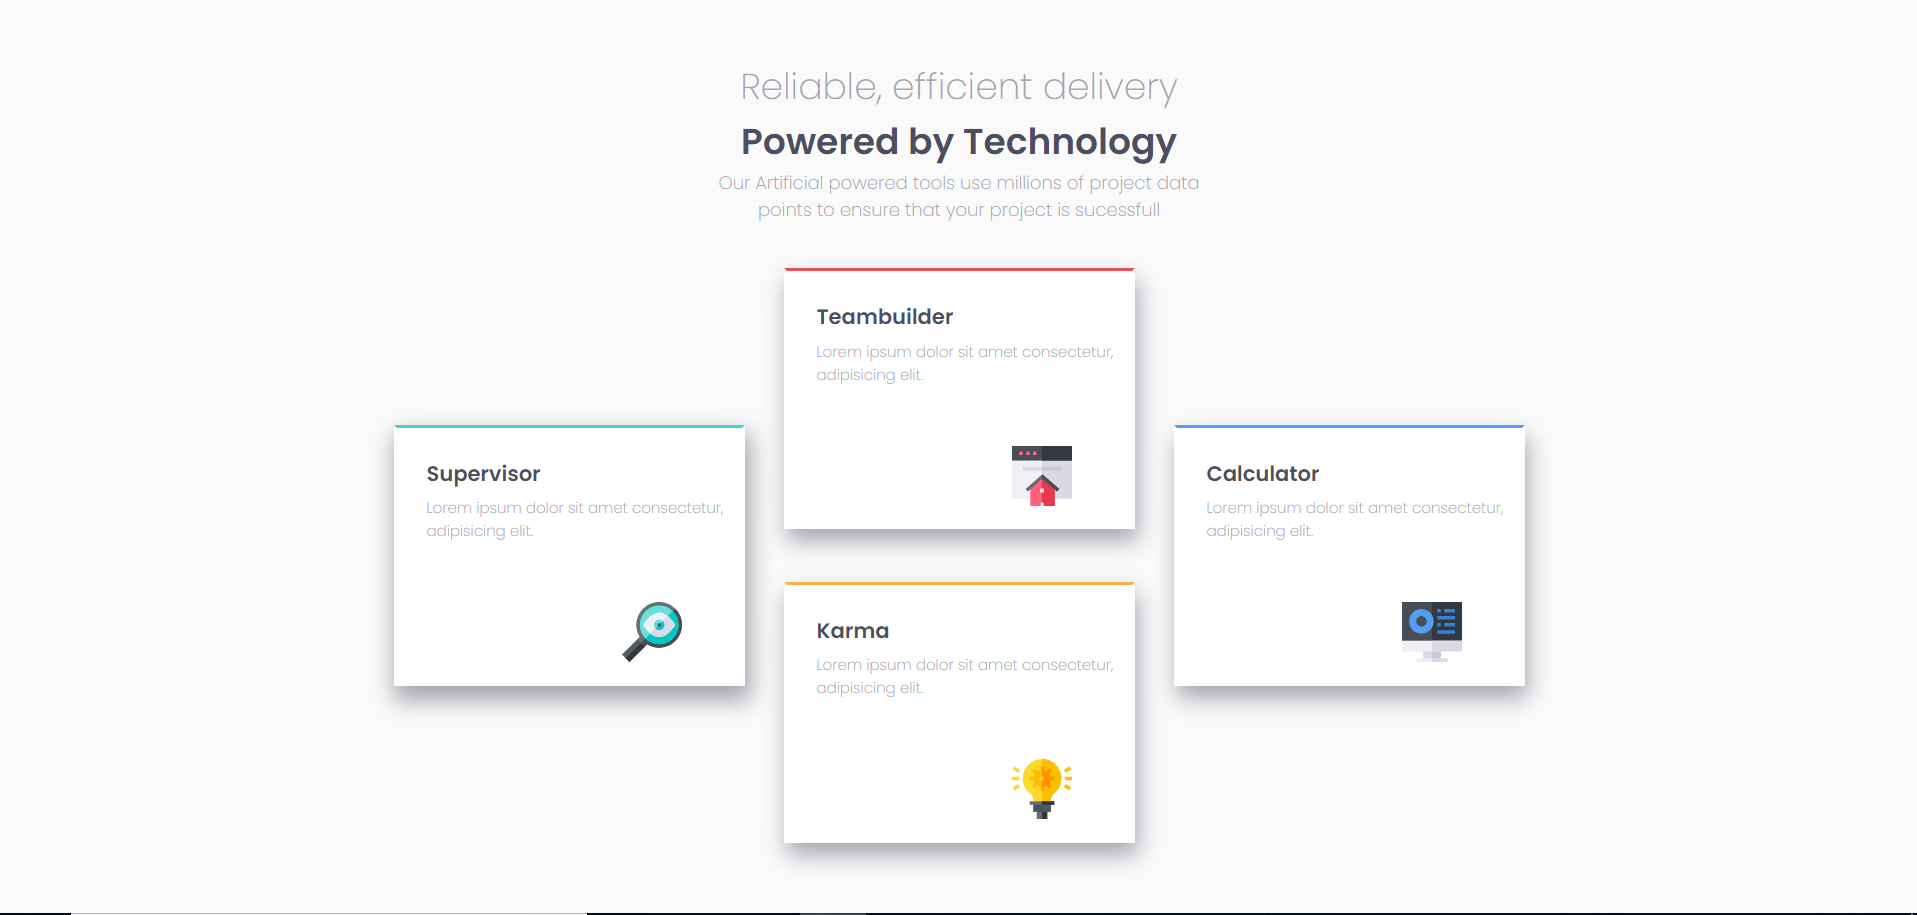 Reliable, efficient delivery
Powered by Technology
Our Artificial powered tools use millions of project data
points to ensure that your project is sucessfull
Teambuilder
Lorem ipsum dolor sit amet consectetur,
adipisicing elit.
Supervisor
Lorem ipsum dolor sit amet consectetur,
adipisicing elit.
Calculator
Lorem ipsum dolor sit amet consectetur,
adipisicing elit.
Karma
Lorem ipsum dolor sit amet consectetur,
adipisicing elit.